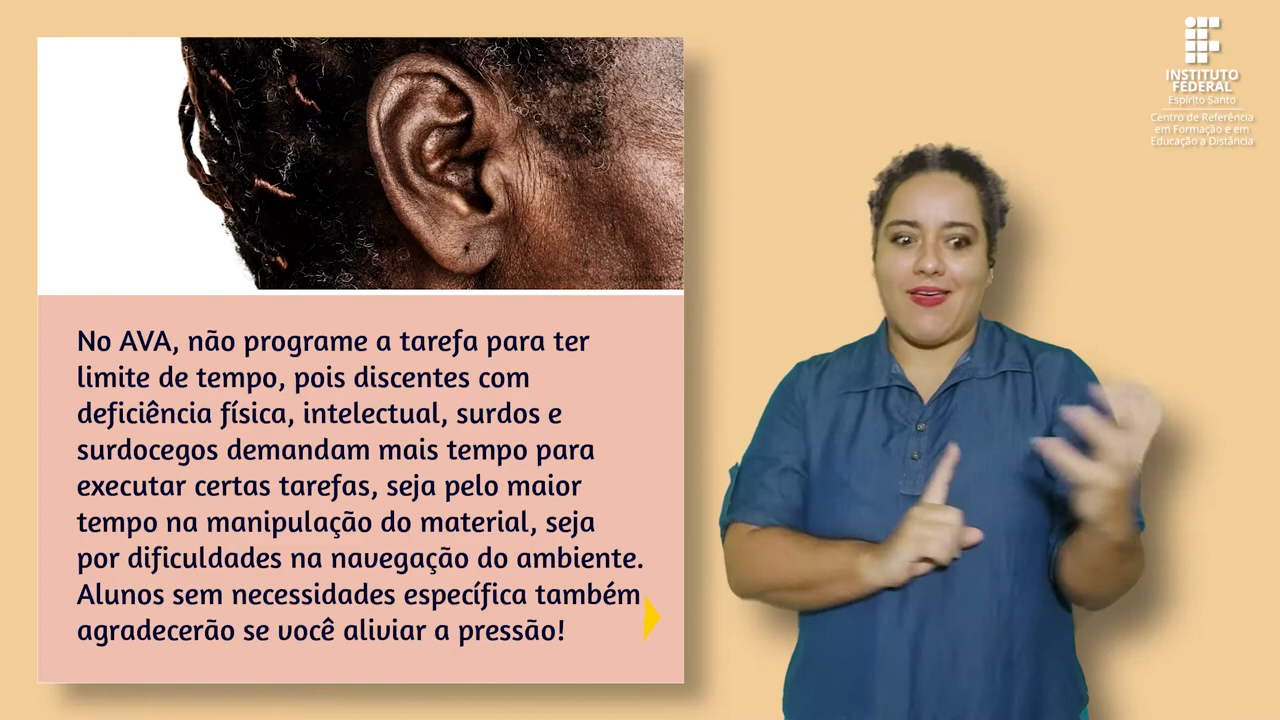 INSTITUTO
FEDERAL
Espírito Santo
Centro de Referência
em Formação e em
Educação a Distância
No AVA, não programe a tarefa para ter
limite de tempo, pois discentes com
deficiência física, intelectual, surdos e
surdocegos demandam mais tempo para
executar certas tarefas, seja pelo maior
tempo na manipulação do material, seja
por dificuldades na navegação do ambiente.
Alunos sem necessidades específica também
agradecerão se você aliviar a pressão!